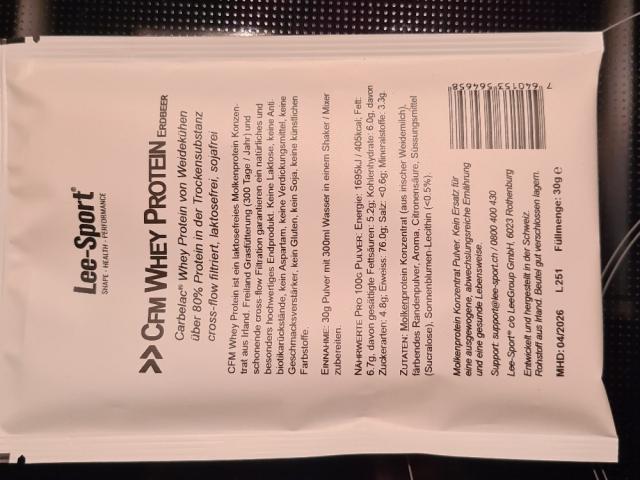 Lee-Sport®
SHAPE · HEALTH · PERFORMANCE
>> CFM WHEY PROTEIN ERDBEER
Carbelac® Whey Protein von Weidekühen
über 80% Protein in der Trockensubstanz
cross-flow filtriert, laktosefrei, sojafrei
CFM Whey Protein ist ein laktosefreies Molkenprotein Konzen-
trat aus Irland. Freiland Grasfütterung (300 Tage / Jahr) und
schonende cross-flow Filtration garantieren ein natürliches und
besonders hochwertiges Endprodukt. Keine Laktose, keine Anti-
biotikarückstände, kein Aspartam, keine Verdickungsmittel, keine
Geschmacksverstärker, kein Gluten, kein Soja, keine künstlichen
Farbstoffe.
EINNAHME: 30g Pulver mit 300ml Wasser in einem Shaker / Mixer
zubereiten.
NÄHRWERTE PRO 100G PULVER: Energie: 1695kJ / 405kcal; Fett:
6.7g, davon gesättigte Fettsäuren: 5.2g; Kohlenhydrate: 6.0g, davon
Zuckerarten: 4.8g; Eiweiss: 76.0g; Salz: <0.6g; Mineralstoffe: 3.3g.
ZUTATEN: Molkenprotein Konzentrat (aus irischer Weidemilch),
färbendes Randenpulver, Aroma, Citronensäure, Süssungsmittel
(Sucralose), Sonnenblumen-Lecithin (<0.5%).
Molkenprotein Konzentrat Pulver. Kein Ersatz für
eine ausgewogene, abwechslungsreiche Ernährung
und eine gesunde Lebensweise.
Support: support@lee-sport.ch / 0800 400 430
Lee-Sport® c/o LeeGroup GmbH, 6023 Rothenburg
Entwickelt und hergestellt in der Schweiz.
Rohstoff aus Irland. Beutel gut verschlossen lagern.
MHD: 04/2026 L251 Füllmenge: 30g e
7 640153 564658